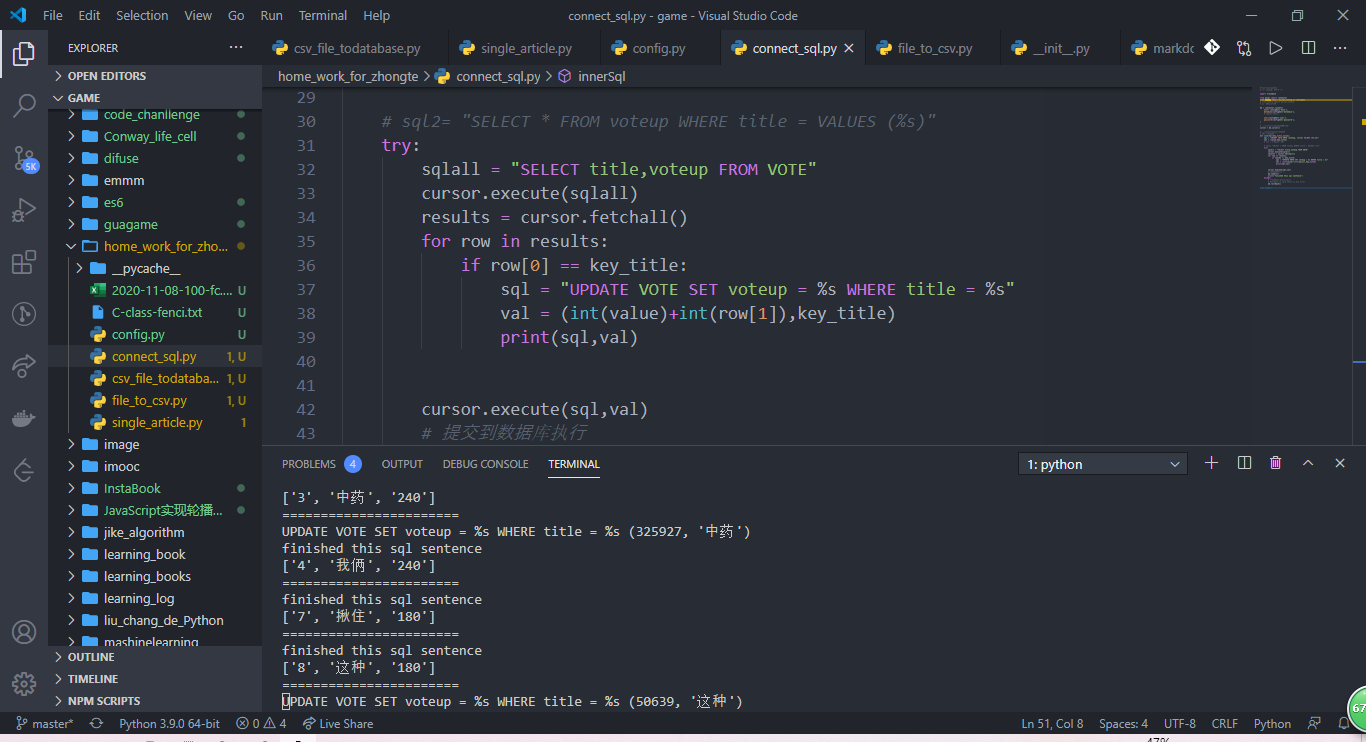 File Edit Selection View Go Run Terminal Help
connect_sql.py - game - Visual Studio Code
EXPLORER
csv_file_todatabase.py single_article.py config.py connect_sql.py file_to_csv.py __init__.py markdc
OPEN EDITORS
GAME
code_chanllenge
Conway_life_cell
difuse
emmm
es6
guagame
home_work_for_zho...
__pycache__
2020-11-08-100-fc.... U
C-class-fenci.txt U
config.py U
connect_sql.py 1, U
csv_file_todataba... 1, U
file_to_csv.py 1, U
single_article.py 1
image
imooc
InstaBook
JavaScript实现轮播...
jike_algorithm
learning_book
learning_books
learning_log
liu_chang_de_Python
mashinelearning
OUTLINE
TIMELINE
NPM SCRIPTS
5K
home_work_for_zhongte > connect_sql.py > innerSql
29
30 # sql2= "SELECT * FROM voteup WHERE title = VALUES (%s)"
31 try:
32 sqlall = "SELECT title,voteup FROM VOTE"
33 cursor.execute(sqlall)
34 results = cursor.fetchall()
35 for row in results:
36 if row[0] == key_title:
37 sql = "UPDATE VOTE SET voteup = %s WHERE title = %s"
38 val = (int(value)+int(row[1]),key_title)
39 print(sql,val)
40
41
42 cursor.execute(sql,val)
43 # 提交到数据库执行
PROBLEMS 4 OUTPUT DEBUG CONSOLE TERMINAL
1: python
['3', '中药', '240']
=======================
UPDATE VOTE SET voteup = %s WHERE title = %s (325927, '中药')
finished this sql sentence
['4', '我俩', '240']
=======================
finished this sql sentence
['7', '揪住', '180']
=======================
finished this sql sentence
['8', '这种', '180']
=======================
UPDATE VOTE SET voteup = %s WHERE title = %s (50639, '这种')
67
master* Python 3.9.0 64-bit 0 4 Live Share Ln 51, Col 8 Spaces: 4 UTF-8 CRLF Python